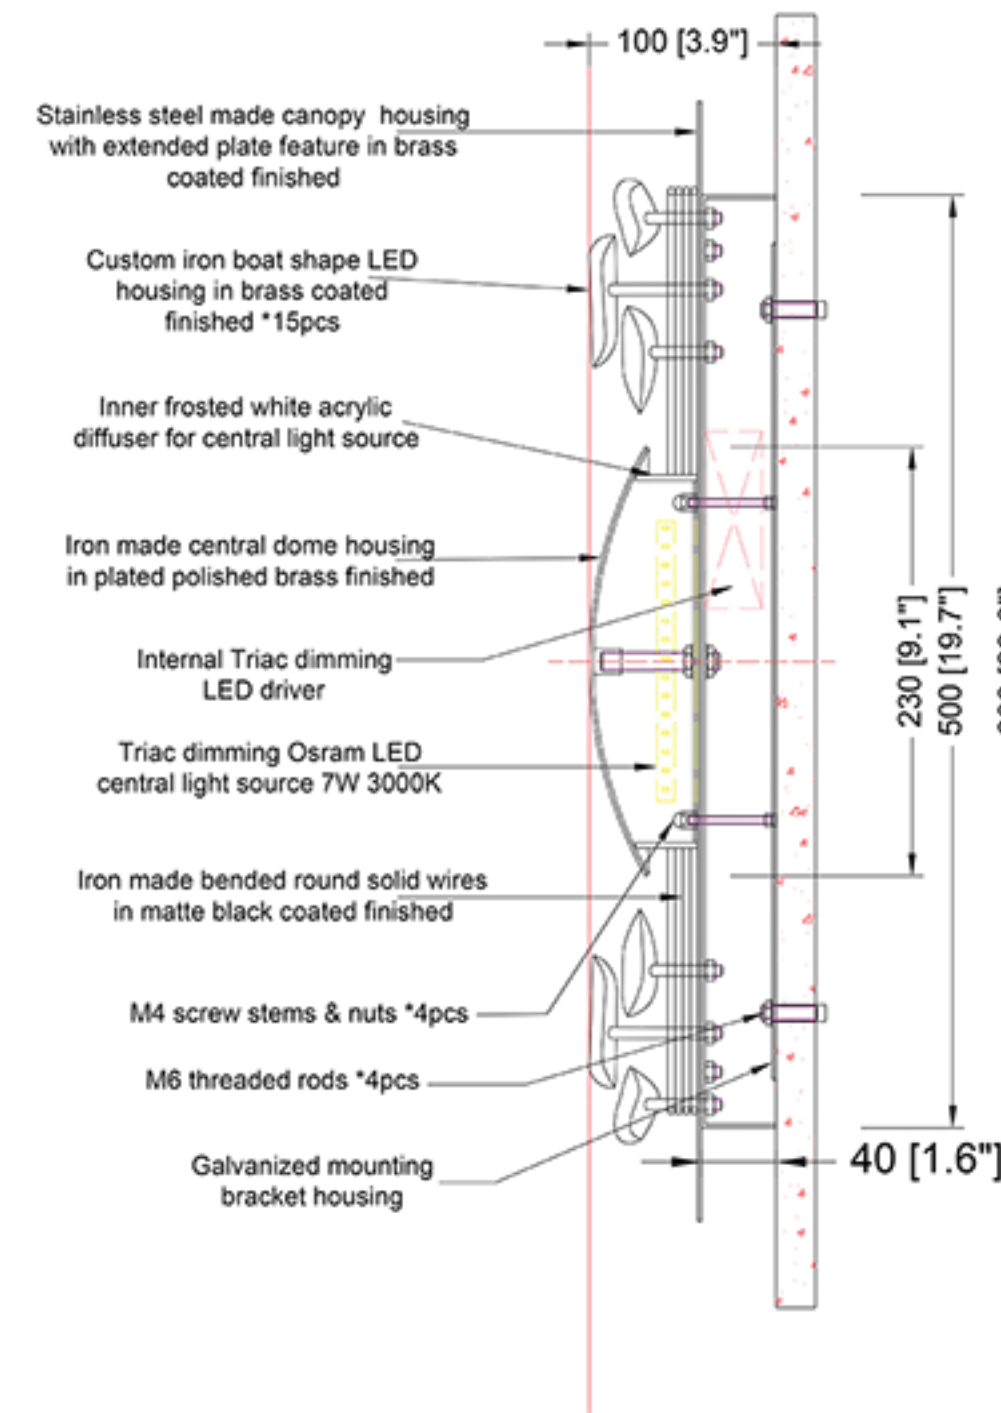 100 [3.9"]
Stainless steel made canopy housing
with extended plate feature in brass
coated finished
Custom iron boat shape LED
housing in brass coated
finished *15pcs
Inner frosted white acrylic
diffuser for central light source
Iron made central dome housing
in plated polished brass finished
Internal Triac dimming
LED driver
Triac dimming Osram LED
central light source 7W 3000K
Iron made bended round solid wires
in matte black coated finished
M4 screw stems & nuts *4pcs
M6 threaded rods *4pcs
Galvanized mounting
bracket housing
230 [9.1"]
500 [19.7"]
40 [1.6"]